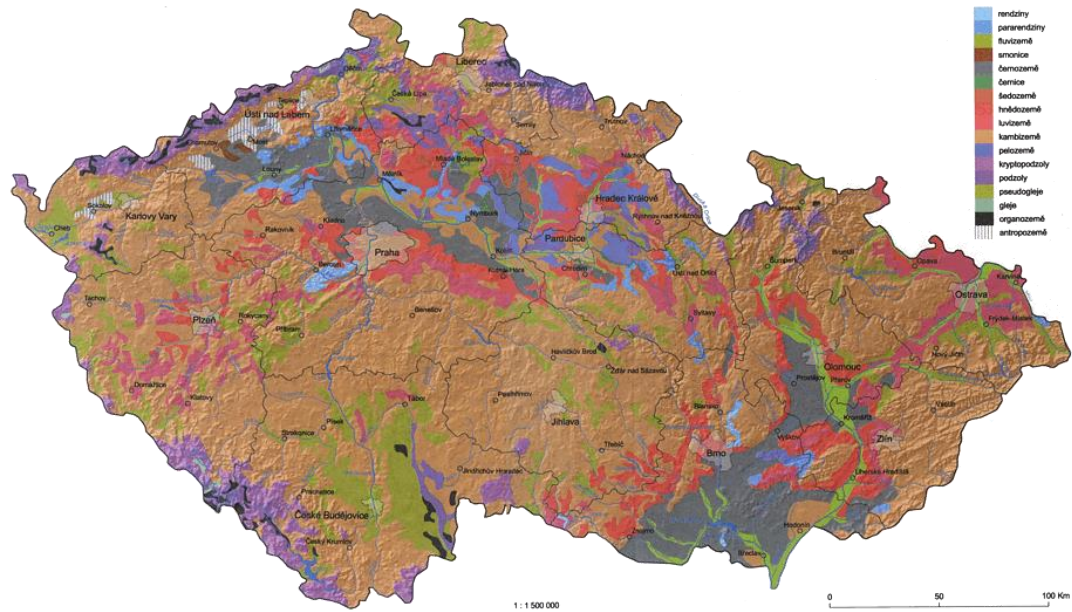 rendziny
pararendziny
fluvizemě
smonice
černozemě
černice
šedozemě
hnědozemě
luvizemě
kambizemě
pelozemě
kryptopodzoly
podzoly
pseudogleje
gleje
organozemě
antropozemě
Liberec
Jablonec nad Nisou
Děčín
Česká Lípa
Teplice
Ústí nad Labem
Most
Chomutov
Litoměřice
Semily
Trutnov
Louny
Mělník
Mladá Boleslav
Jičín
Náchod
Sokolov
Karlovy Vary
Cheb
Hradec Králové
Rychnov nad Kněžnou
Nymburk
Kladno
Rakovník
Praha
Beroun
Kolín
Kutná Hora
Pardubice
Chrudim
Ústí nad Orlicí
Jeseník
Šumperk
Bruntál
Opava
Karviná
Ostrava
Frýdek-Místek
Nový Jičín
Tachov
Plzeň
Rokycany
Příbram
Benešov
Svitavy
Havlíčkův Brod
Žďár nad Sázavou
Olomouc
Prostějov
Přerov
Domažlice
Klatovy
Tábor
Pelhřimov
Jihlava
Blansko
Kroměříž
Vsetín
Zlín
Vyškov
Strakonice
Písek
Třebíč
Brno
Uherské Hradiště
Jindřichův Hradec
Prachatice
České Budějovice
Český Krumlov
Znojmo
Hodonín
Břeclav
1 : 1 500 000
0 50 100 Km